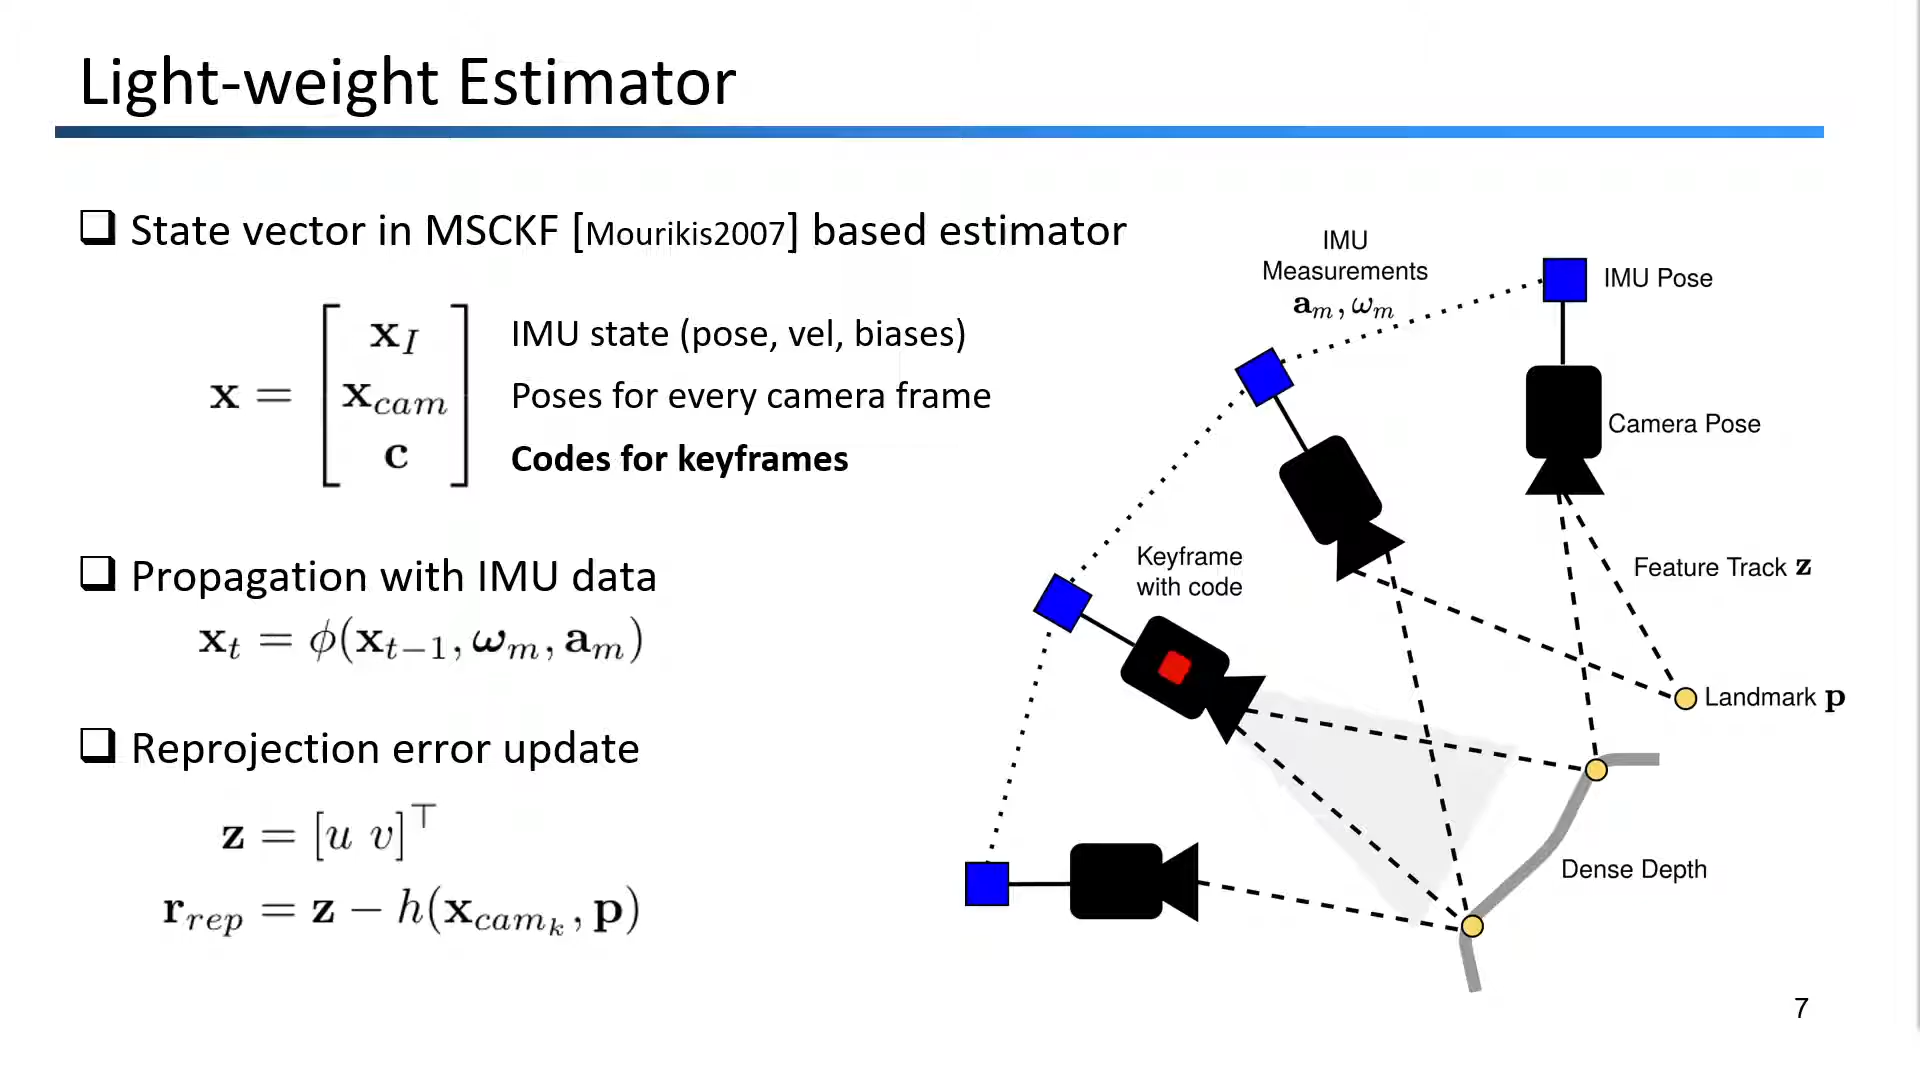 Light-weight Estimator
❑ State vector in MSCKF [Mourikis2007] based estimator
x = [ x_I x_cam c ]
IMU state (pose, vel, biases)
Poses for every camera frame
Codes for keyframes
❑ Propagation with IMU data
x_t = ϕ(x_{t−1}, ω_m, a_m)
❑ Reprojection error update
z = [u v]^⊤
r_rep = z − h(x_{cam_k}, p)
IMU
Measurements
a_m, ω_m
IMU Pose
Camera Pose
Keyframe
with code
Feature Track z
Landmark p
Dense Depth
7